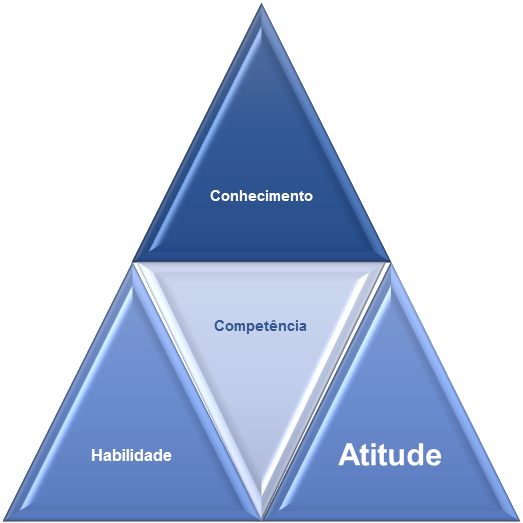 Conhecimento
Competência
Habilidade
Atitude